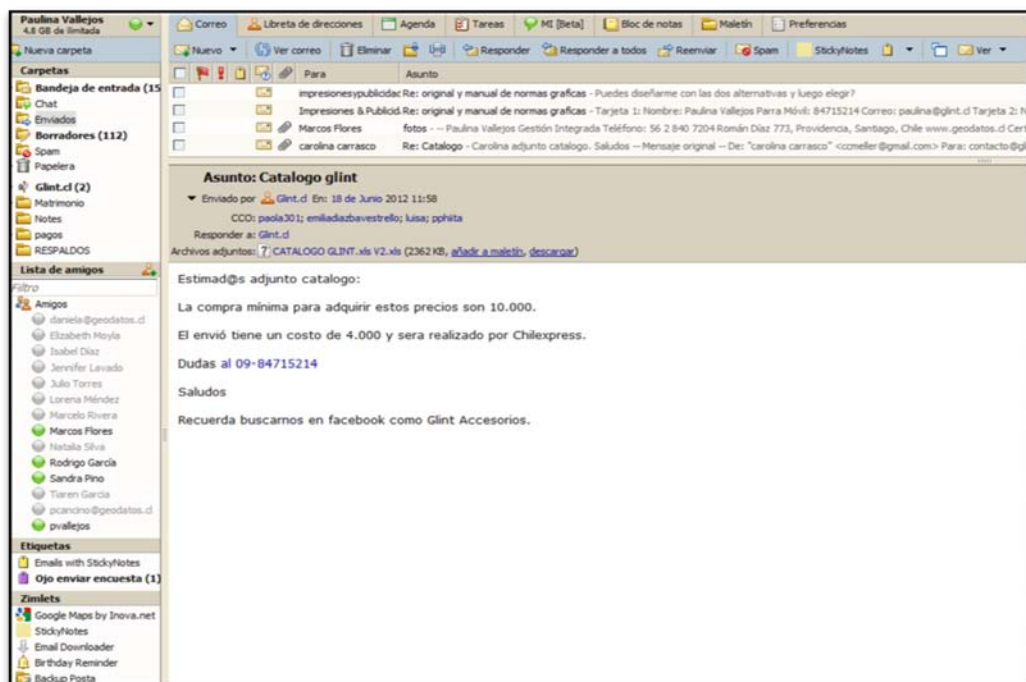 Paulina Vallejos
4.8 GB de ilimitada
Correo
Libreta de direcciones
Agenda
Tareas
MI [Beta]
Bloc de notas
Maletín
Preferencias
Nueva carpeta
Nuevo
Ver correo
Eliminar
Responder
Responder a todos
Reenviar
Spam
StickyNotes
Ver
Carpetas
Bandeja de entrada (15
Chat
Enviados
Borradores (112)
Spam
Papelera
Glint.cl (2)
Matrimonio
Notes
pagos
RESPALDOS
Para Asunto
impresionesypublicidac Re: original y manual de normas graficas - Puedes diseñarme con las dos alternativas y luego elegir?
Impresiones & Publicid Re: original y manual de normas graficas - Tarjeta 1: Nombre: Paulina Vallejos Parra Móvil: 84715214 Correo: paulina@glint.cl Tarjeta 2: N
Marcos Flores fotos - -- Paulina Vallejos Gestión Integrada Teléfono: 56 2 840 7204 Román Díaz 773, Providencia, Santiago, Chile www.geodatos.cl Cert
carolina carrasco Re: Catalogo - Carolina adjunto catalogo. Saludos -- Mensaje original -- De: "carolina carrasco" <ccmeller@gmail.com> Para: contacto@gl
Asunto: Catalogo glint
Enviado por Glint.cl En: 18 de Junio 2012 11:58
CCO: paola301; emiliadiazbavestrello; luisa; pphiita
Responder a: Glint.cl
Archivos adjuntos: CATALOGO GLINT.xls V2.xls (2362 KB, añadir a maletín, descargar)
Estimad@s adjunto catalogo:
La compra mínima para adquirir estos precios son 10.000.
El envió tiene un costo de 4.000 y sera realizado por Chilexpress.
Dudas al 09-84715214
Saludos
Recuerda buscarnos en facebook como Glint Accesorios.
Lista de amigos
Filtro
Amigos
daniela@geodatos.cl
Elizabeth Moyla
Isabel Díaz
Jennifer Lavado
Julio Torres
Lorena Méndez
Marcelo Rivera
Marcos Flores
Natalia Silva
Rodrigo García
Sandra Pino
Tiaren Garcia
pcancino@geodatos.cl
pvallejos
Etiquetas
Emails with StickyNotes
Ojo enviar encuesta (1)
Zimlets
Google Maps by Inova.net
StickyNotes
Email Downloader
Birthday Reminder
Backup Posta